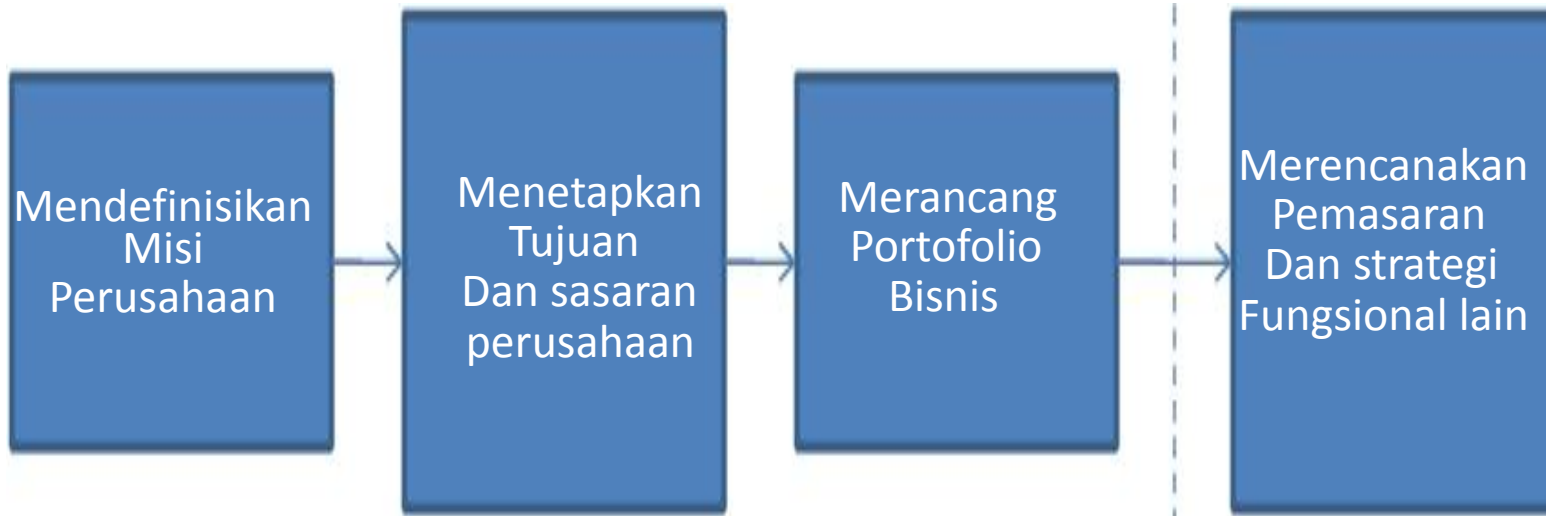 Mendefinisikan
Misi
Perusahaan
Menetapkan
Tujuan
Dan sasaran
perusahaan
Merancang
Portofolio
Bisnis
Merencanakan
Pemasaran
Dan strategi
Fungsional lain